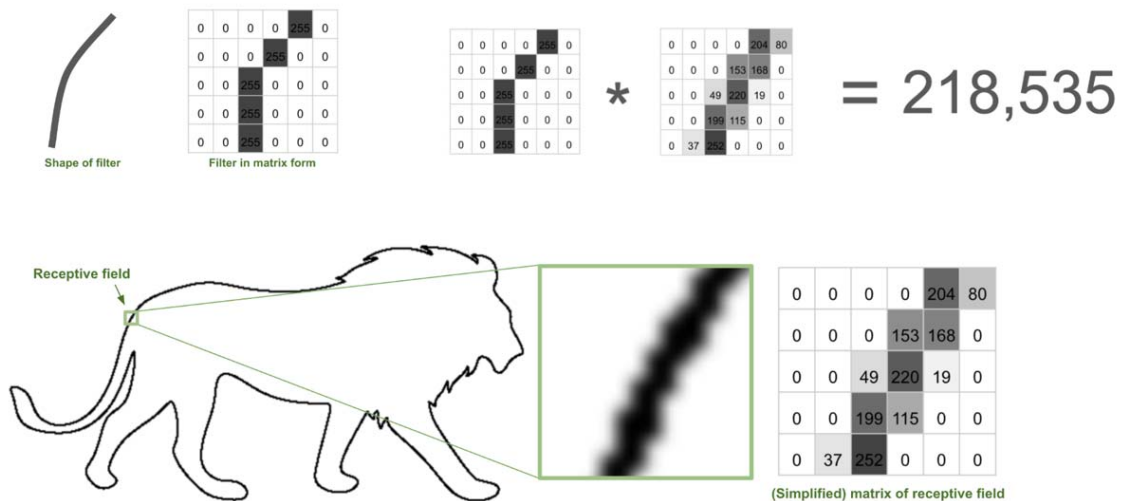 0 0 0 0 255 0
0 0 0 255 0 0
0 0 255 0 0 0
0 0 255 0 0 0
0 0 255 0 0 0
Shape of filter
Filter in matrix form
0 0 0 0 255 0
0 0 0 255 0 0
0 0 255 0 0 0
0 0 255 0 0 0
0 0 255 0 0 0
*
0 0 0 0 204 80
0 0 0 153 168 0
0 0 49 220 19 0
0 0 199 115 0 0
0 37 252 0 0 0
= 218,535
Receptive field
0 0 0 0 204 80
0 0 0 153 168 0
0 0 49 220 19 0
0 0 199 115 0 0
0 37 252 0 0 0
(Simplified) matrix of receptive field